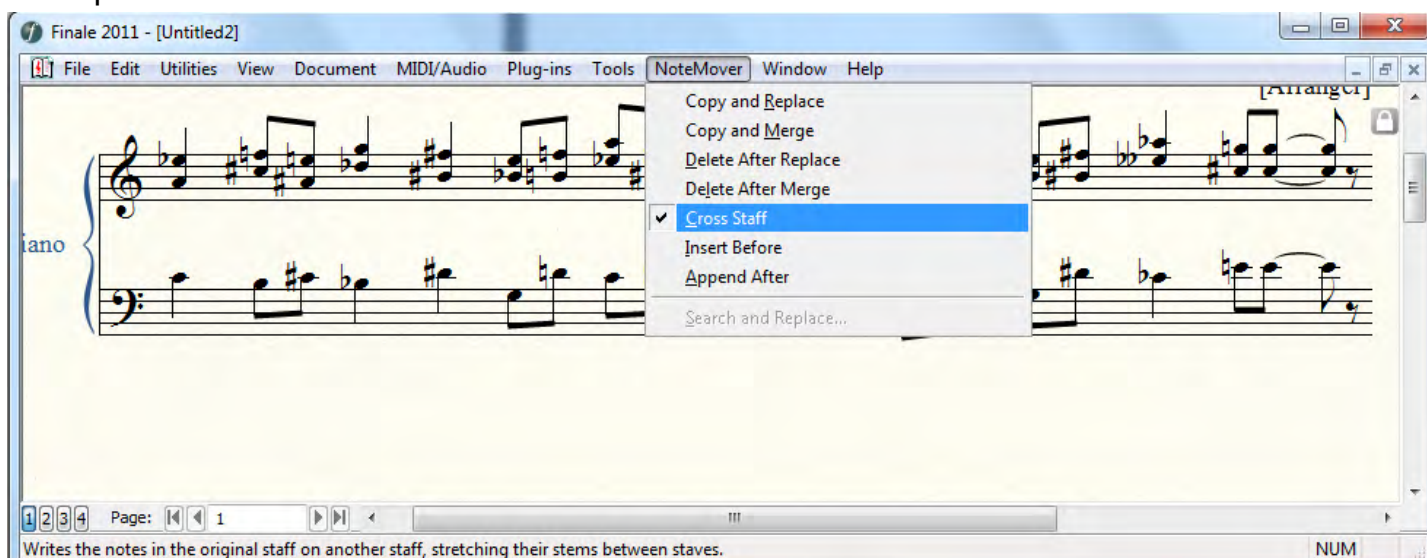 Finale 2011 - [Untitled2]
File Edit Utilities View Document MIDI/Audio Plug-ins Tools NoteMover Window Help
[Arranger]
Copy and Replace
Copy and Merge
Delete After Replace
Delete After Merge
Cross Staff
Insert Before
Append After
Search and Replace...
iano
1 2 3 4 Page: 1
Writes the notes in the original staff on another staff, stretching their stems between staves.
NUM